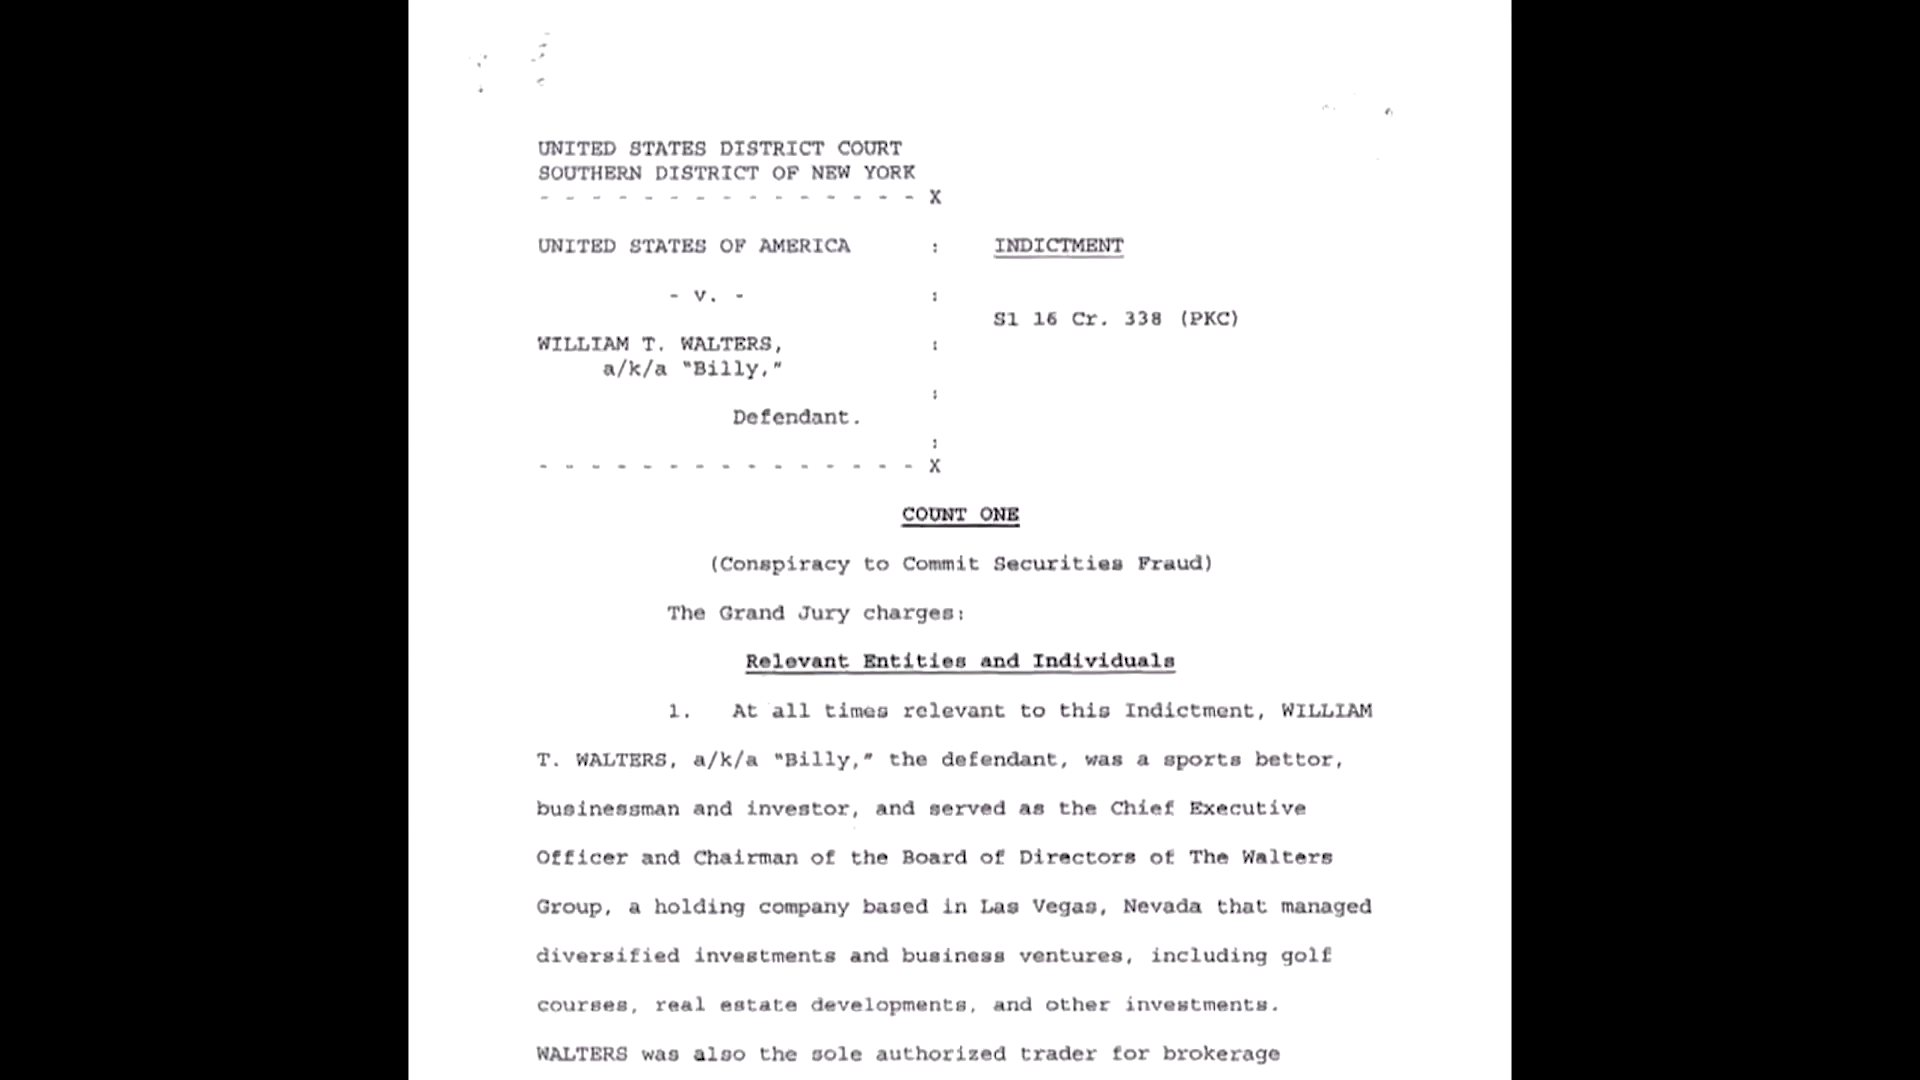 UNITED STATES DISTRICT COURT
SOUTHERN DISTRICT OF NEW YORK
- - - - - - - - - - - - - - - X
UNITED STATES OF AMERICA : INDICTMENT
- v. - :
S1 16 Cr. 338 (PKC)
WILLIAM T. WALTERS, :
a/k/a "Billy,"
:
Defendant.
:
- - - - - - - - - - - - - - - X
COUNT ONE
(Conspiracy to Commit Securities Fraud)
The Grand Jury charges:
Relevant Entities and Individuals
1. At all times relevant to this Indictment, WILLIAM
T. WALTERS, a/k/a "Billy," the defendant, was a sports bettor,
businessman and investor, and served as the Chief Executive
Officer and Chairman of the Board of Directors of The Walters
Group, a holding company based in Las Vegas, Nevada that managed
diversified investments and business ventures, including golf
courses, real estate developments, and other investments.
WALTERS was also the sole authorized trader for brokerage